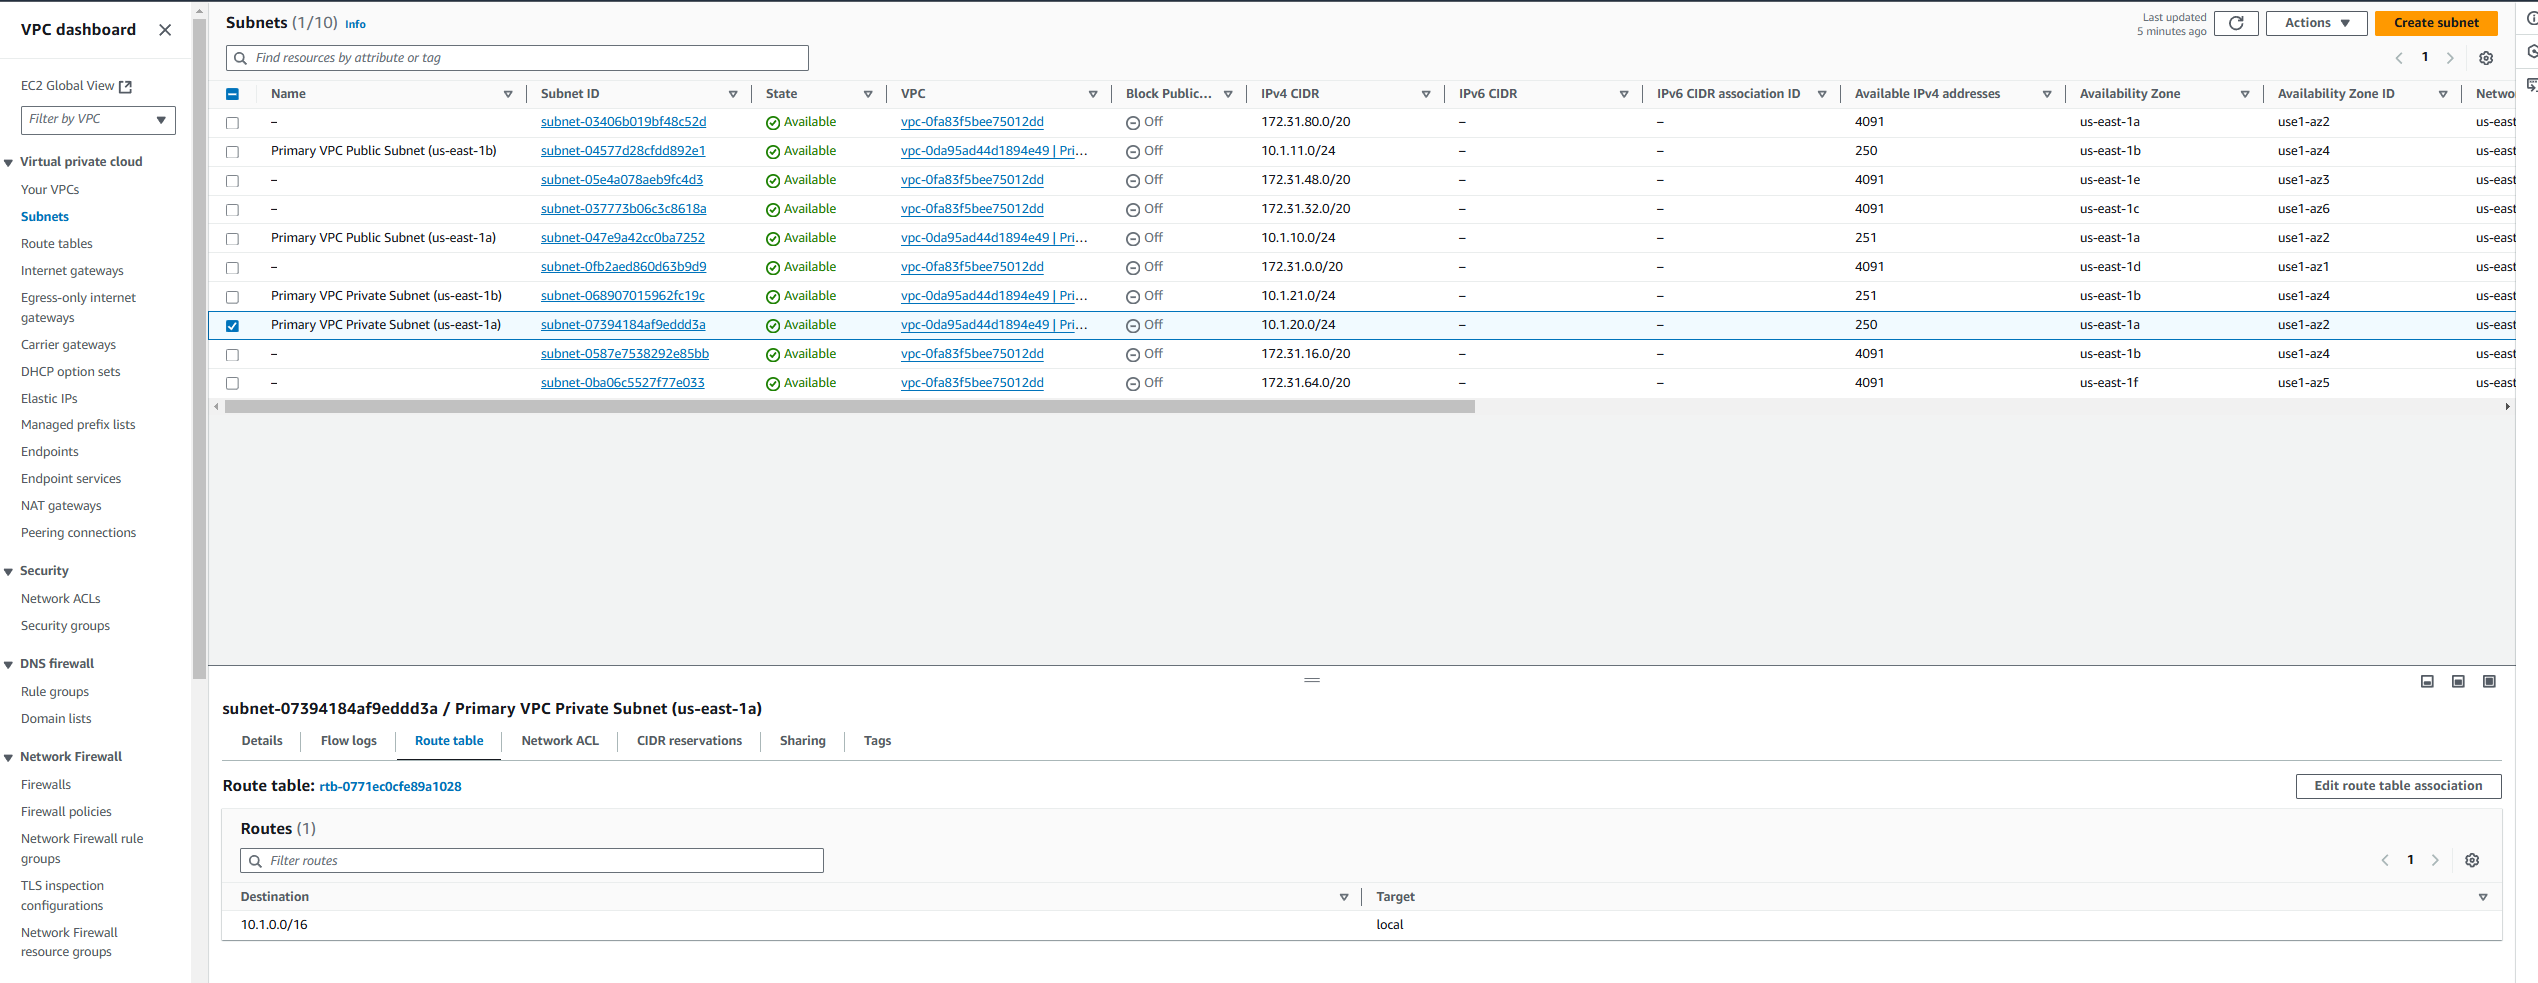 VPC dashboard
EC2 Global View
Filter by VPC
Virtual private cloud
Your VPCs
Subnets
Route tables
Internet gateways
Egress-only internet
gateways
Carrier gateways
DHCP option sets
Elastic IPs
Managed prefix lists
Endpoints
Endpoint services
NAT gateways
Peering connections
Security
Network ACLs
Security groups
DNS firewall
Rule groups
Domain lists
Network Firewall
Firewalls
Firewall policies
Network Firewall rule
groups
TLS inspection
configurations
Network Firewall
resource groups
Subnets (1/10) Info
Last updated
5 minutes ago
Actions
Create subnet
Find resources by attribute or tag
1
Name Subnet ID State VPC Block Public... IPv4 CIDR IPv6 CIDR IPv6 CIDR association ID Available IPv4 addresses Availability Zone Availability Zone ID Netwo
– subnet-03406b019bf48c52d Available vpc-0fa83f5bee75012dd Off 172.31.80.0/20 – – 4091 us-east-1a use1-az2 us-east
Primary VPC Public Subnet (us-east-1b) subnet-04577d28cfdd892e1 Available vpc-0da95ad44d1894e49 | Pri... Off 10.1.11.0/24 – – 250 us-east-1b use1-az4 us-east
– subnet-05e4a078aeb9fc4d3 Available vpc-0fa83f5bee75012dd Off 172.31.48.0/20 – – 4091 us-east-1e use1-az3 us-east
– subnet-037773b06c3c8618a Available vpc-0fa83f5bee75012dd Off 172.31.32.0/20 – – 4091 us-east-1c use1-az6 us-east
Primary VPC Public Subnet (us-east-1a) subnet-047e9a42cc0ba7252 Available vpc-0da95ad44d1894e49 | Pri... Off 10.1.10.0/24 – – 251 us-east-1a use1-az2 us-east
– subnet-0fb2aed860d63b9d9 Available vpc-0fa83f5bee75012dd Off 172.31.0.0/20 – – 4091 us-east-1d use1-az1 us-east
Primary VPC Private Subnet (us-east-1b) subnet-068907015962fc19c Available vpc-0da95ad44d1894e49 | Pri... Off 10.1.21.0/24 – – 251 us-east-1b use1-az4 us-east
Primary VPC Private Subnet (us-east-1a) subnet-07394184af9eddd3a Available vpc-0da95ad44d1894e49 | Pri... Off 10.1.20.0/24 – – 250 us-east-1a use1-az2 us-east
– subnet-0587e7538292e85bb Available vpc-0fa83f5bee75012dd Off 172.31.16.0/20 – – 4091 us-east-1b use1-az4 us-east
– subnet-0ba06c5527f77e033 Available vpc-0fa83f5bee75012dd Off 172.31.64.0/20 – – 4091 us-east-1f use1-az5 us-east
subnet-07394184af9eddd3a / Primary VPC Private Subnet (us-east-1a)
Details Flow logs Route table Network ACL CIDR reservations Sharing Tags
Route table: rtb-0771ec0cfe89a1028
Edit route table association
Routes (1)
Filter routes
1
Destination Target
10.1.0.0/16 local